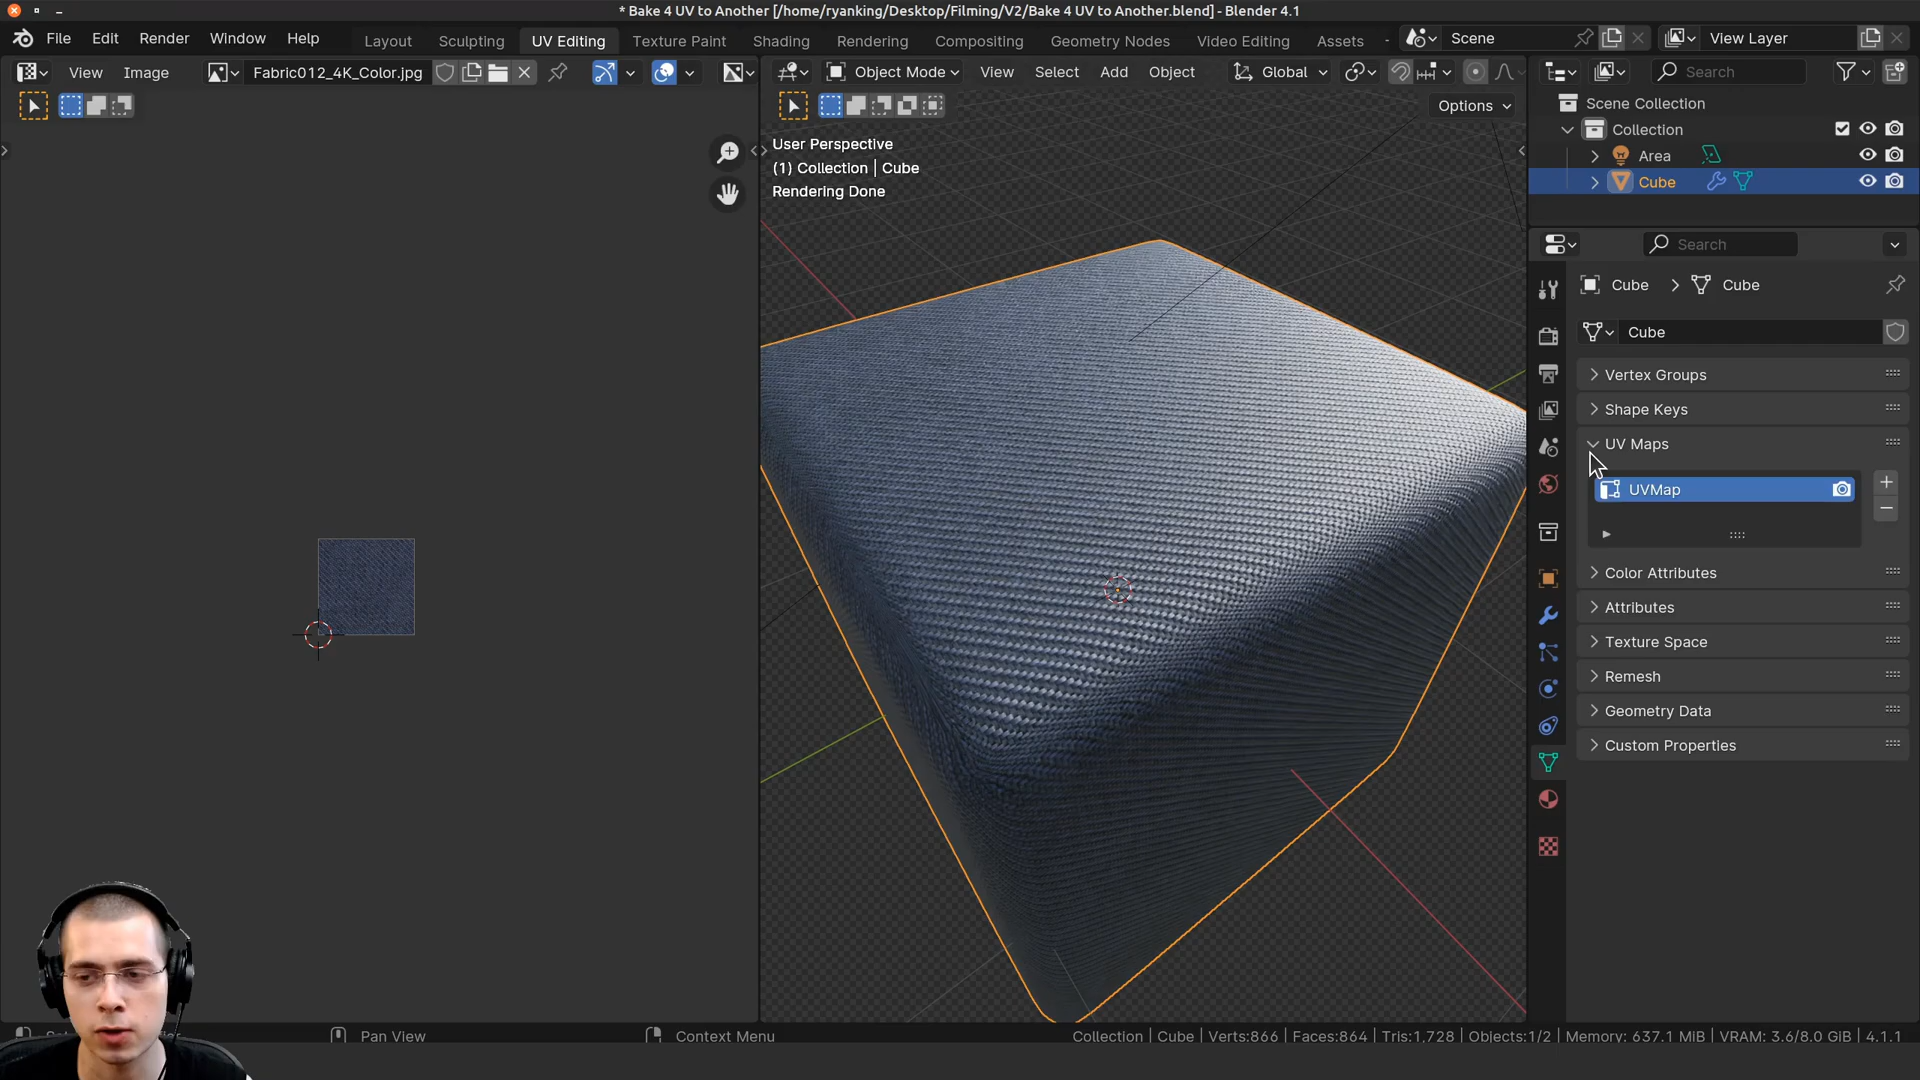 * Bake 4 UV to Another [/home/ryanking/Desktop/Filming/V2/Bake 4 UV to Another.blend] - Blender 4.1
File Edit Render Window Help
Layout Sculpting UV Editing Texture Paint Shading Rendering Compositing Geometry Nodes Video Editing Assets
Scene
View Layer
View Image
Fabric012_4K_Color.jpg
Object Mode
View Select Add Object
Global
Search
Options
User Perspective
(1) Collection | Cube
Rendering Done
Scene Collection
Collection
Area
Cube
Search
Cube > Cube
Cube
Vertex Groups
Shape Keys
UV Maps
UVMap
Color Attributes
Attributes
Texture Space
Remesh
Geometry Data
Custom Properties
Pan View
Context Menu
Collection | Cube | Verts:866 | Faces:864 | Tris:1,728 | Objects:1/2 | Memory: 637.1 MiB | VRAM: 3.6/8.0 GiB | 4.1.1